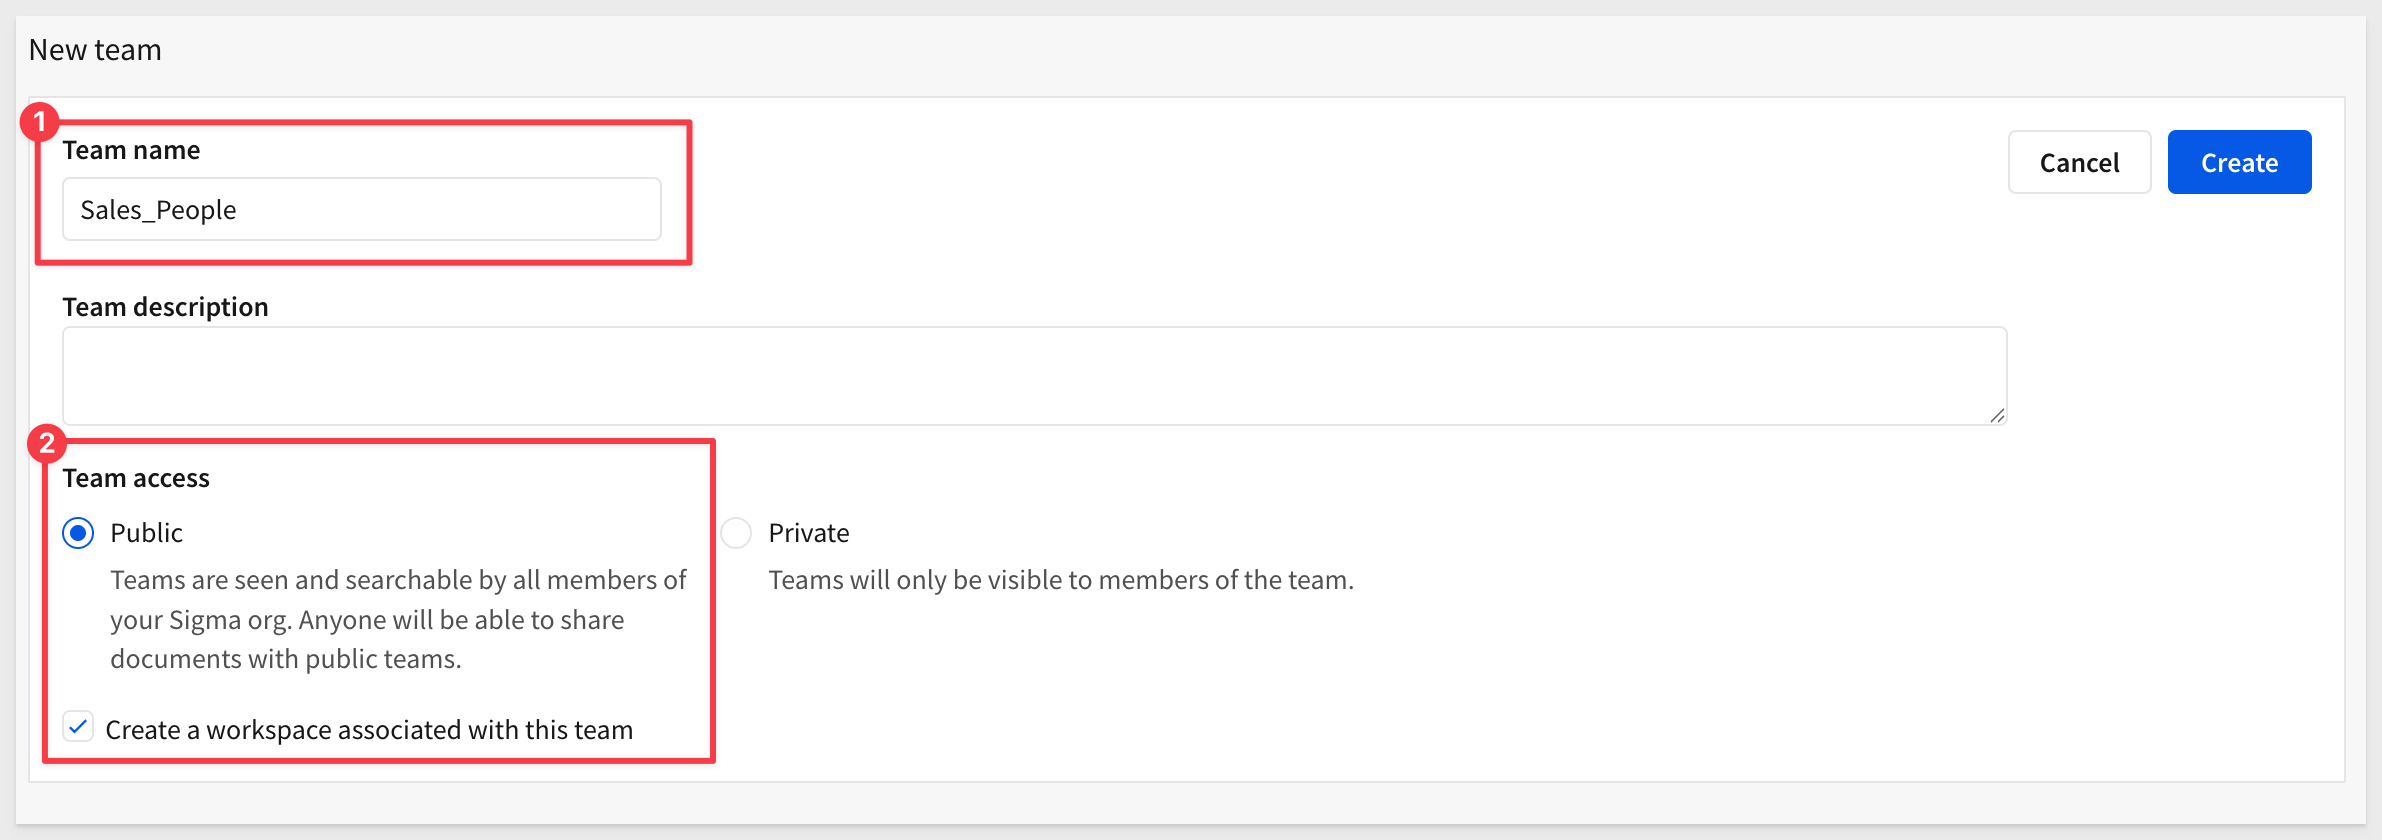 New team
1
Team name
Sales_People
Cancel
Create
Team description
2
Team access
Public
Teams are seen and searchable by all members of
your Sigma org. Anyone will be able to share
documents with public teams.
Private
Teams will only be visible to members of the team.
Create a workspace associated with this team